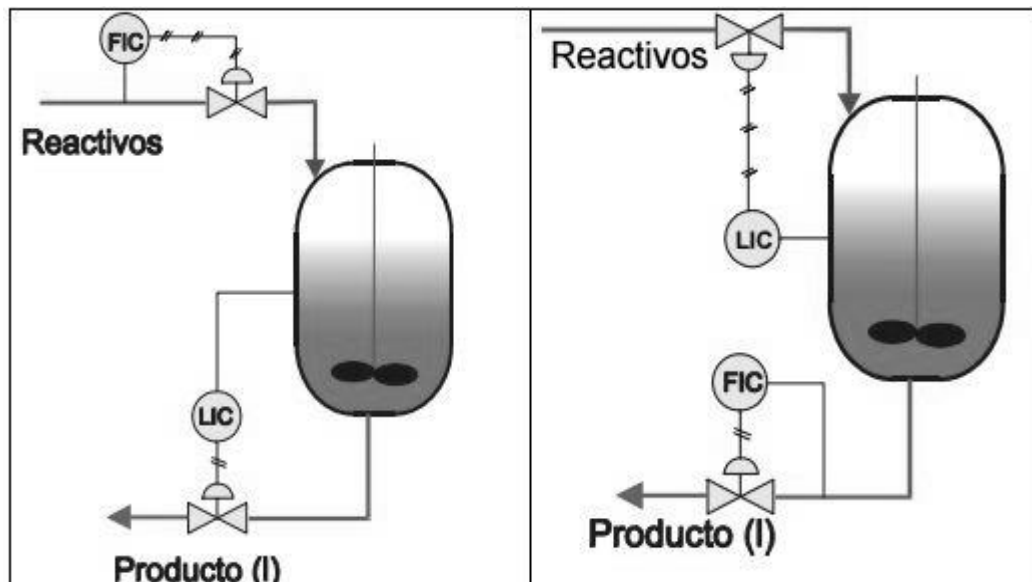 FIC
Reactivos
LIC
Producto (l)
Reactivos
LIC
FIC
Producto (l)